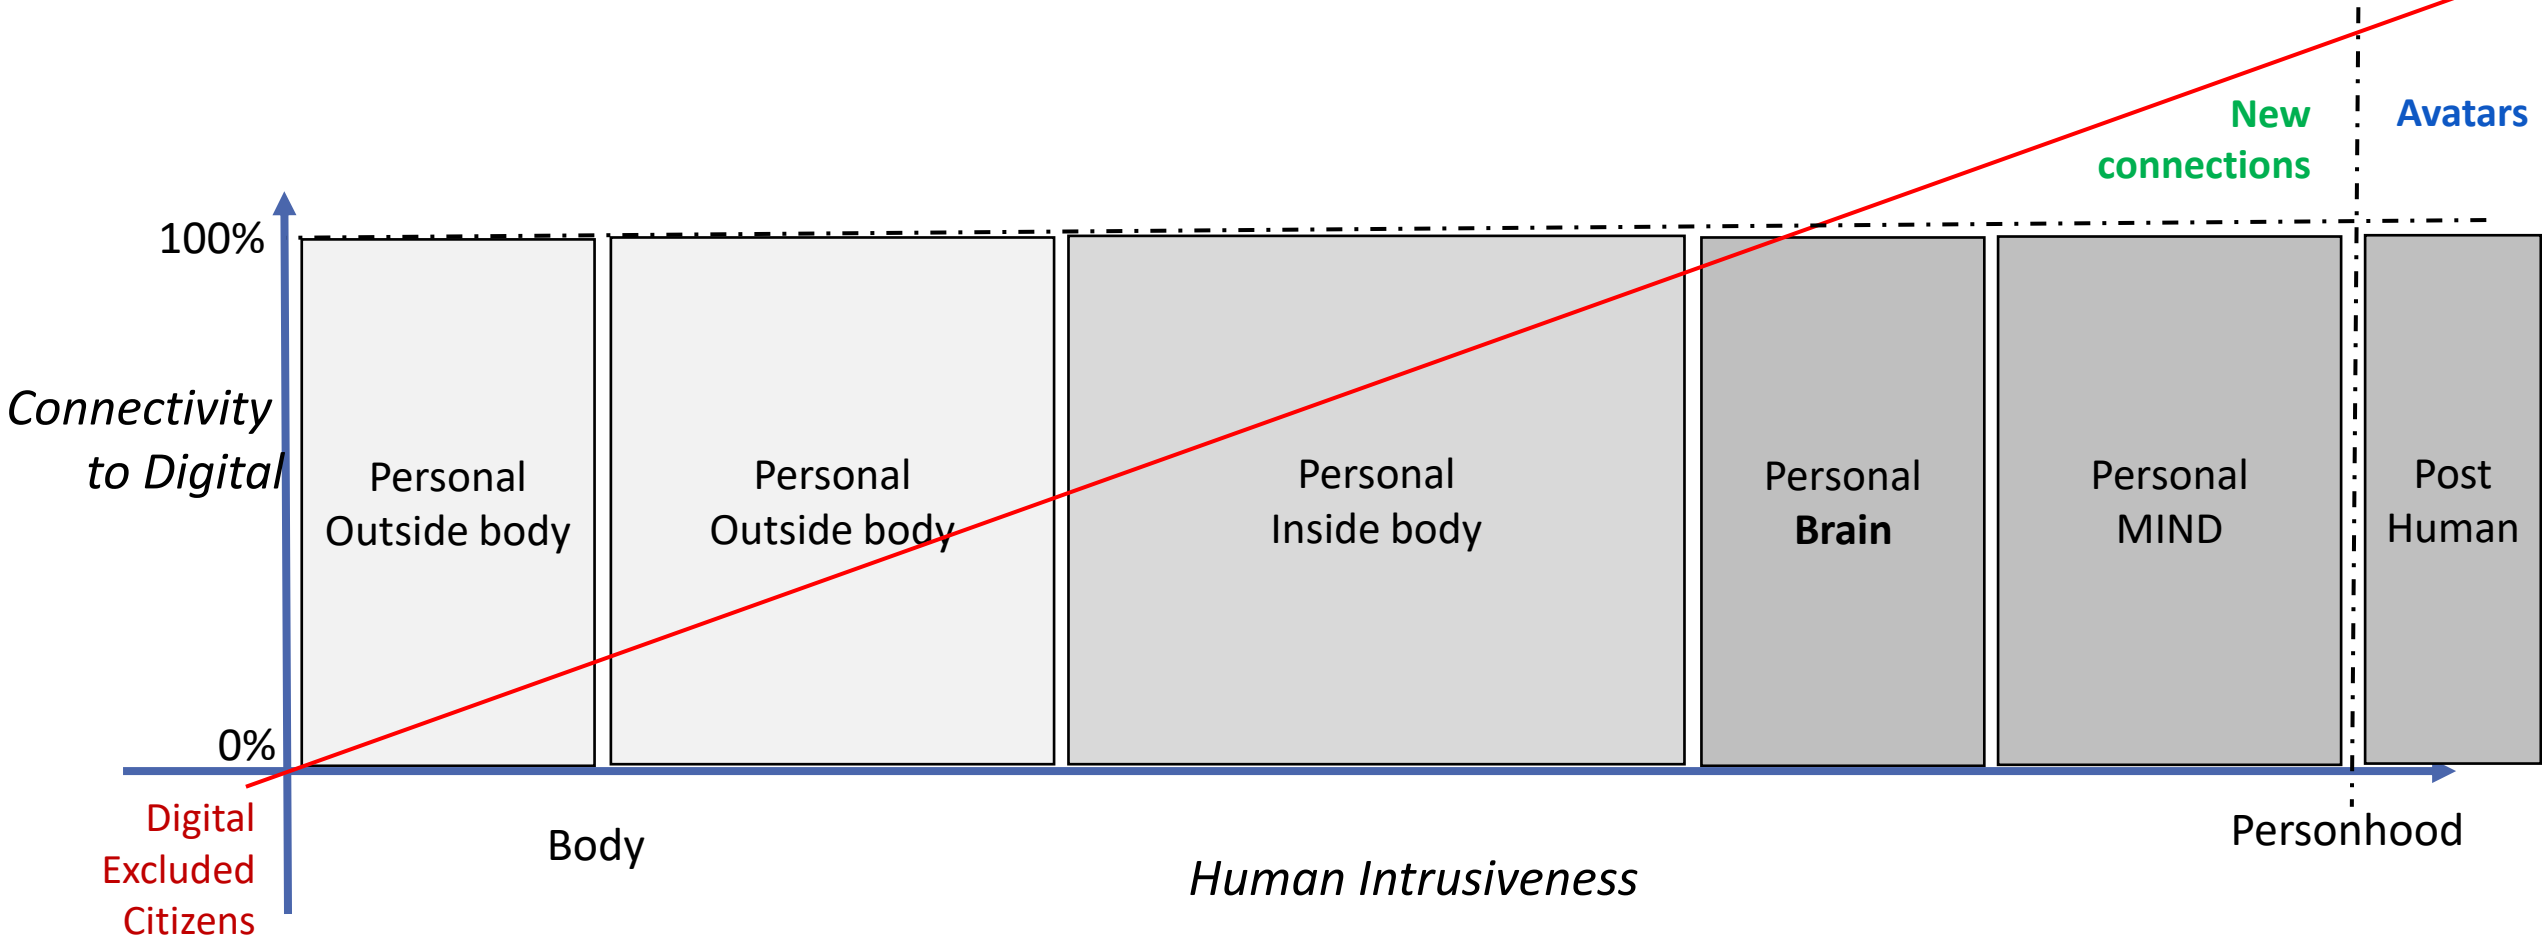 New
connections
Avatars
100%
Connectivity
to Digital
Personal
Outside body
Personal
Outside body
Personal
Inside body
Personal
Brain
Personal
MIND
Post
Human
0%
Digital
Excluded
Citizens
Body
Human Intrusiveness
Personhood